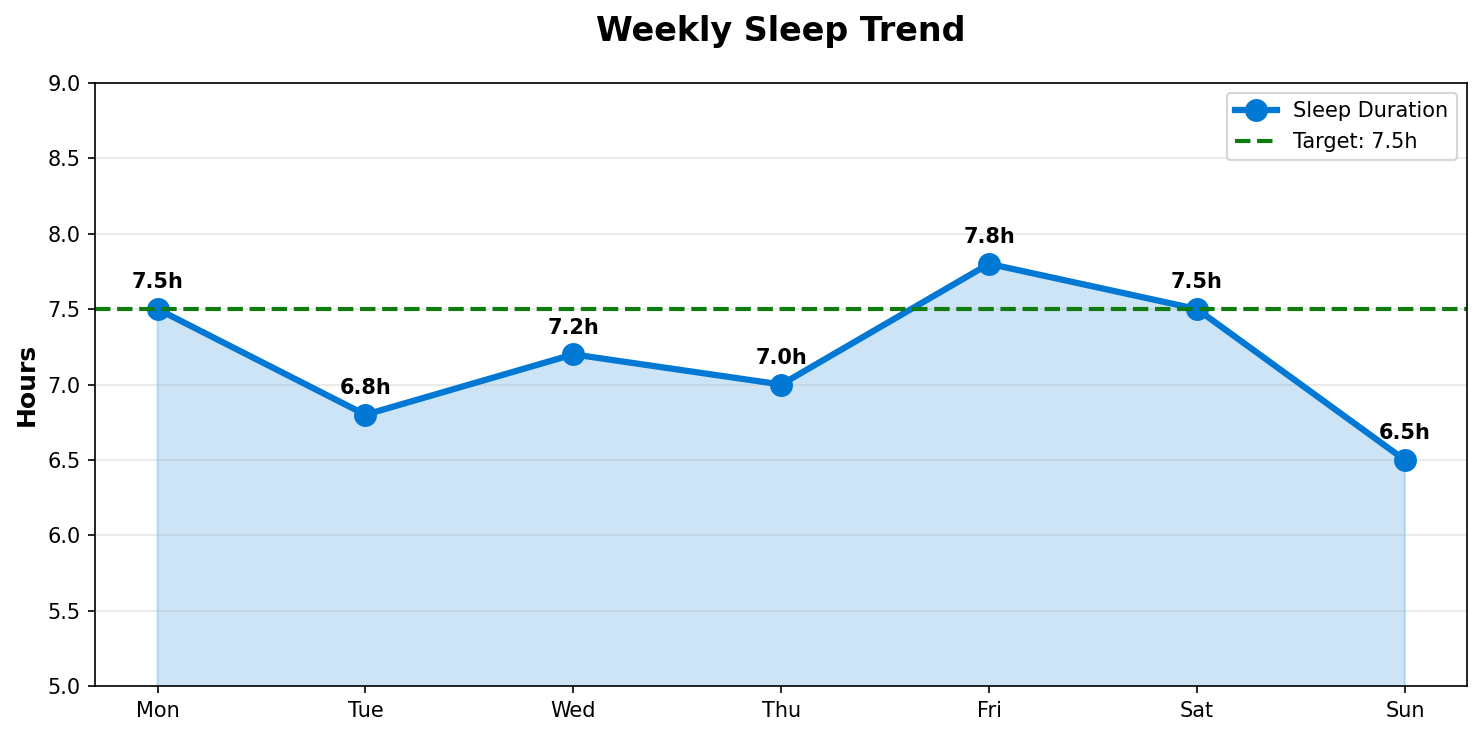 Weekly Sleep Trend
Hours
9.0
8.5
8.0
7.5
7.0
6.5
6.0
5.5
5.0
Sleep Duration
Target: 7.5h
7.5h
6.8h
7.2h
7.0h
7.8h
7.5h
6.5h
Mon Tue Wed Thu Fri Sat Sun